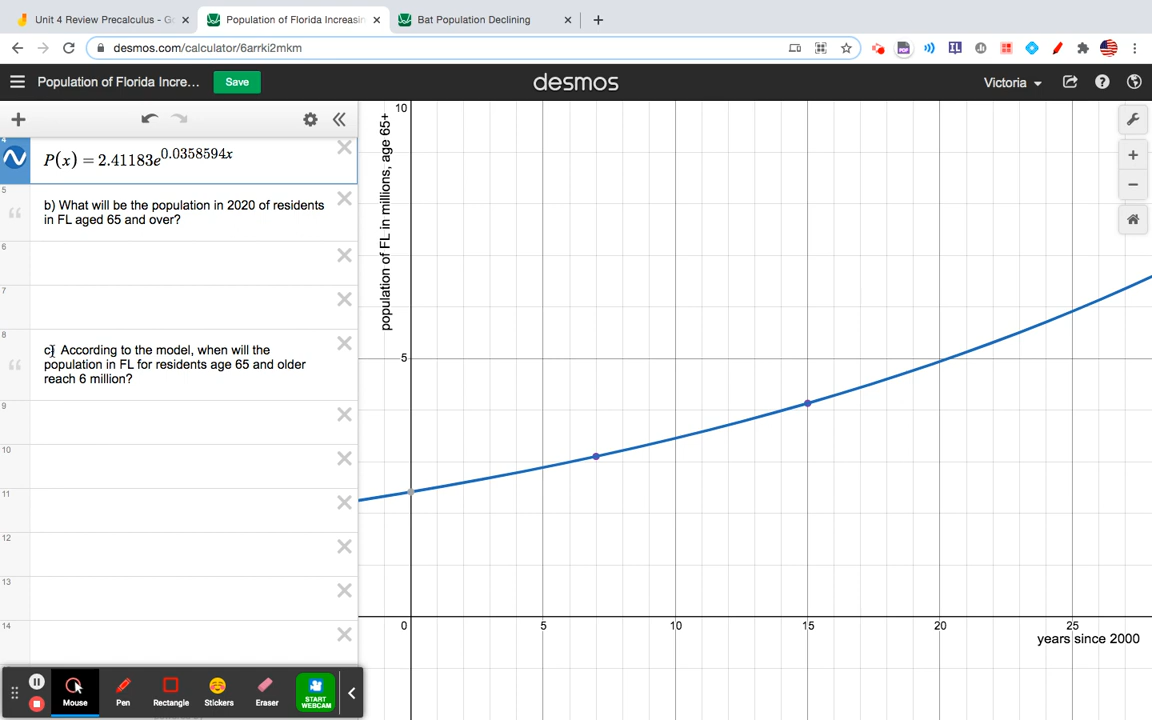 Unit 4 Review Precalculus - Go
Population of Florida Increasin
Bat Population Declining
desmos.com/calculator/6arrki2mkm
Population of Florida Incre...
Save
desmos
Victoria
4
P(x) = 2.41183e^0.0358594x
5
b) What will be the population in 2020 of residents
in FL aged 65 and over?
6
7
8
c) According to the model, when will the
population in FL for residents age 65 and older
reach 6 million?
9
10
11
12
13
14
10
population of FL in millions, age 65+
5
0
5
10
15
20
25
years since 2000
Mouse
Pen
Rectangle
Stickers
Eraser
START
WEBCAM